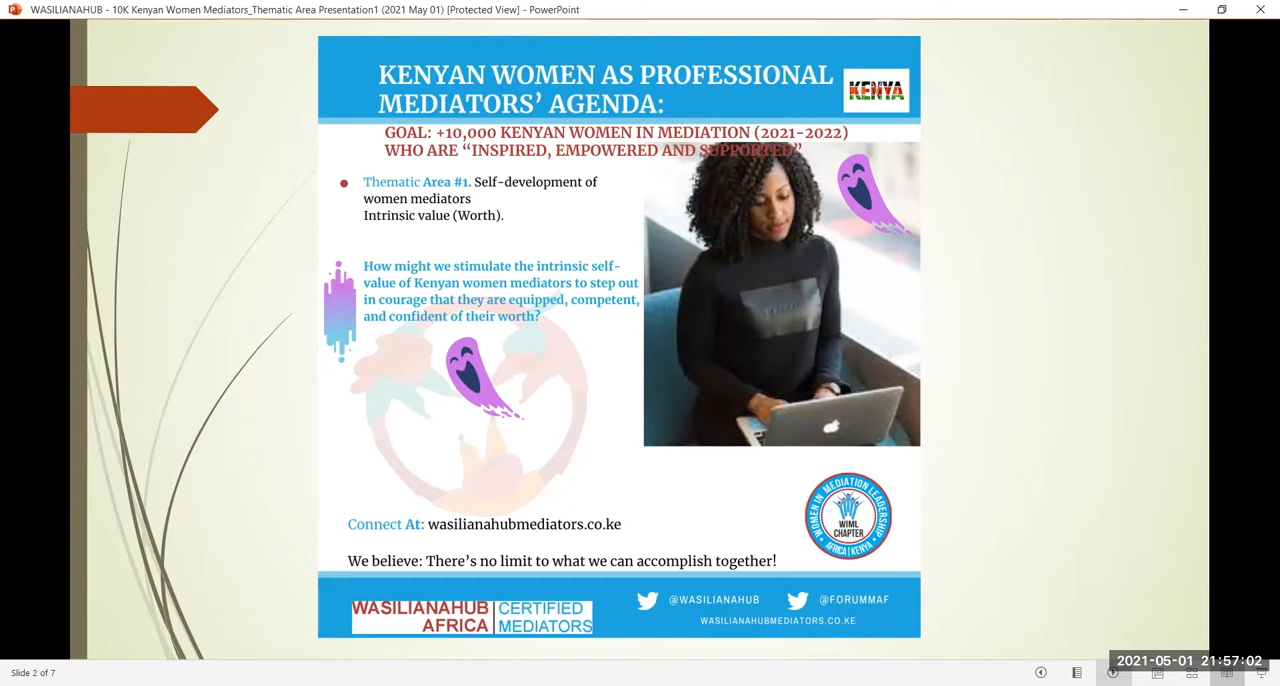 WASILIANAHUB - 10K Kenyan Women Mediators_Thematic Area Presentation1 (2021 May 01) [Protected View] - PowerPoint
KENYAN WOMEN AS PROFESSIONAL
MEDIATORS’ AGENDA:
KENYA
GOAL: +10,000 KENYAN WOMEN IN MEDIATION (2021-2022)
WHO ARE “INSPIRED, EMPOWERED AND SUPPORTED”
Thematic Area #1. Self-development of
women mediators
Intrinsic value (Worth).
How might we stimulate the intrinsic self-
value of Kenyan women mediators to step out
in courage that they are equipped, competent,
and confident of their worth?
WOMEN IN MEDIATION LEADERSHIP
WIML
CHAPTER
AFRICA | KENYA
Connect At: wasilianahubmediators.co.ke
We believe: There’s no limit to what we can accomplish together!
WASILIANAHUB CERTIFIED
AFRICA MEDIATORS
@WASILIANAHUB @FORUMMAF
WASILIANAHUBMEDIATORS.CO.KE
2021-05-01 21:57:02
Slide 2 of 7